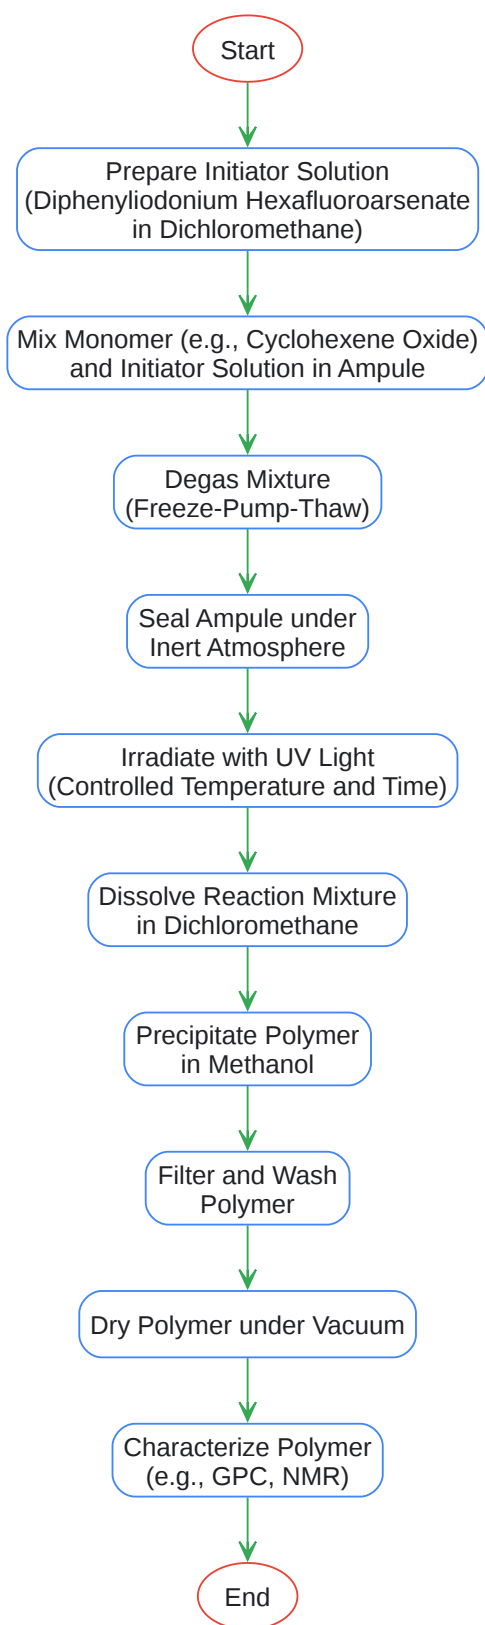 Start
Prepare Initiator Solution
(Diphenyliodonium Hexafluoroarsenate
in Dichloromethane)
Mix Monomer (e.g., Cyclohexene Oxide)
and Initiator Solution in Ampule
Degas Mixture
(Freeze-Pump-Thaw)
Seal Ampule under
Inert Atmosphere
Irradiate with UV Light
(Controlled Temperature and Time)
Dissolve Reaction Mixture
in Dichloromethane
Precipitate Polymer
in Methanol
Filter and Wash
Polymer
Dry Polymer under Vacuum
Characterize Polymer
(e.g., GPC, NMR)
End